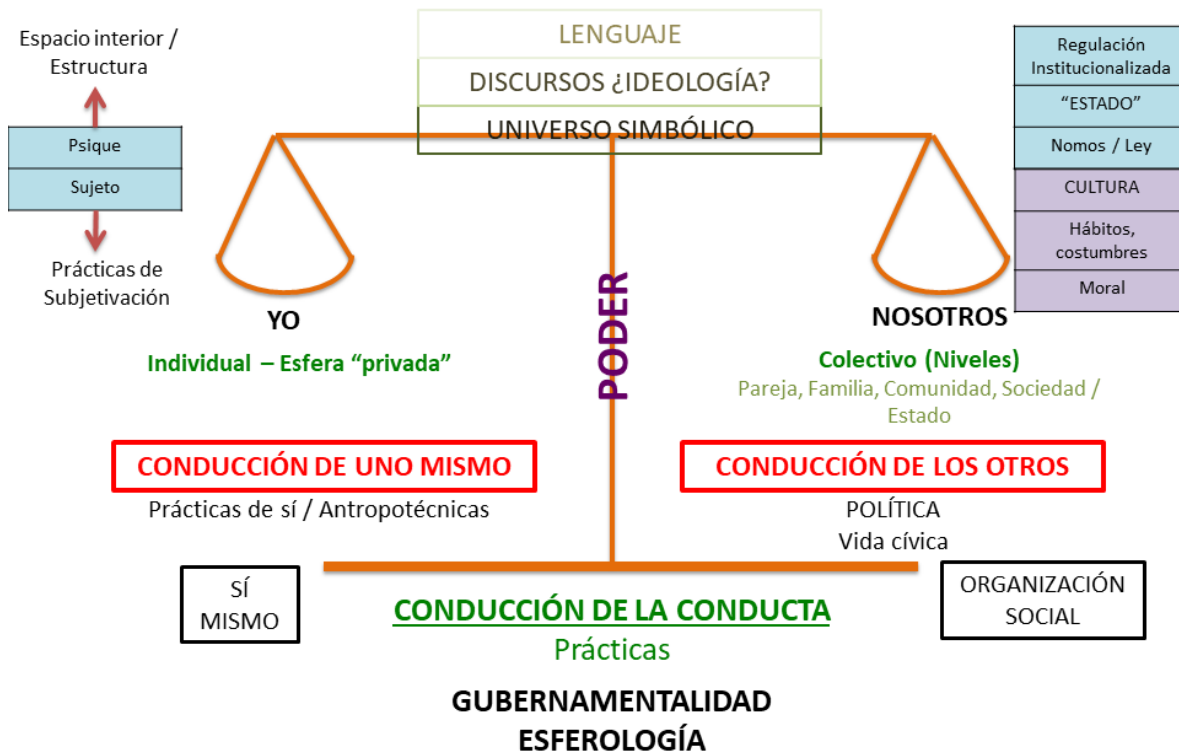 LENGUAJE
DISCURSOS ¿IDEOLOGÍA?
UNIVERSO SIMBÓLICO
Espacio interior /
Estructura
Psique
Sujeto
Prácticas de
Subjetivación
Regulación
Institucionalizada
“ESTADO”
Nomos / Ley
CULTURA
Hábitos,
costumbres
Moral
PODER
YO
Individual – Esfera “privada”
NOSOTROS
Colectivo (Niveles)
Pareja, Familia, Comunidad, Sociedad /
Estado
CONDUCCIÓN DE UNO MISMO
Prácticas de sí / Antropotécnicas
CONDUCCIÓN DE LOS OTROS
POLÍTICA
Vida cívica
SÍ
MISMO
ORGANIZACIÓN
SOCIAL
CONDUCCIÓN DE LA CONDUCTA
Prácticas
GUBERNAMENTALIDAD
ESFEROLOGÍA